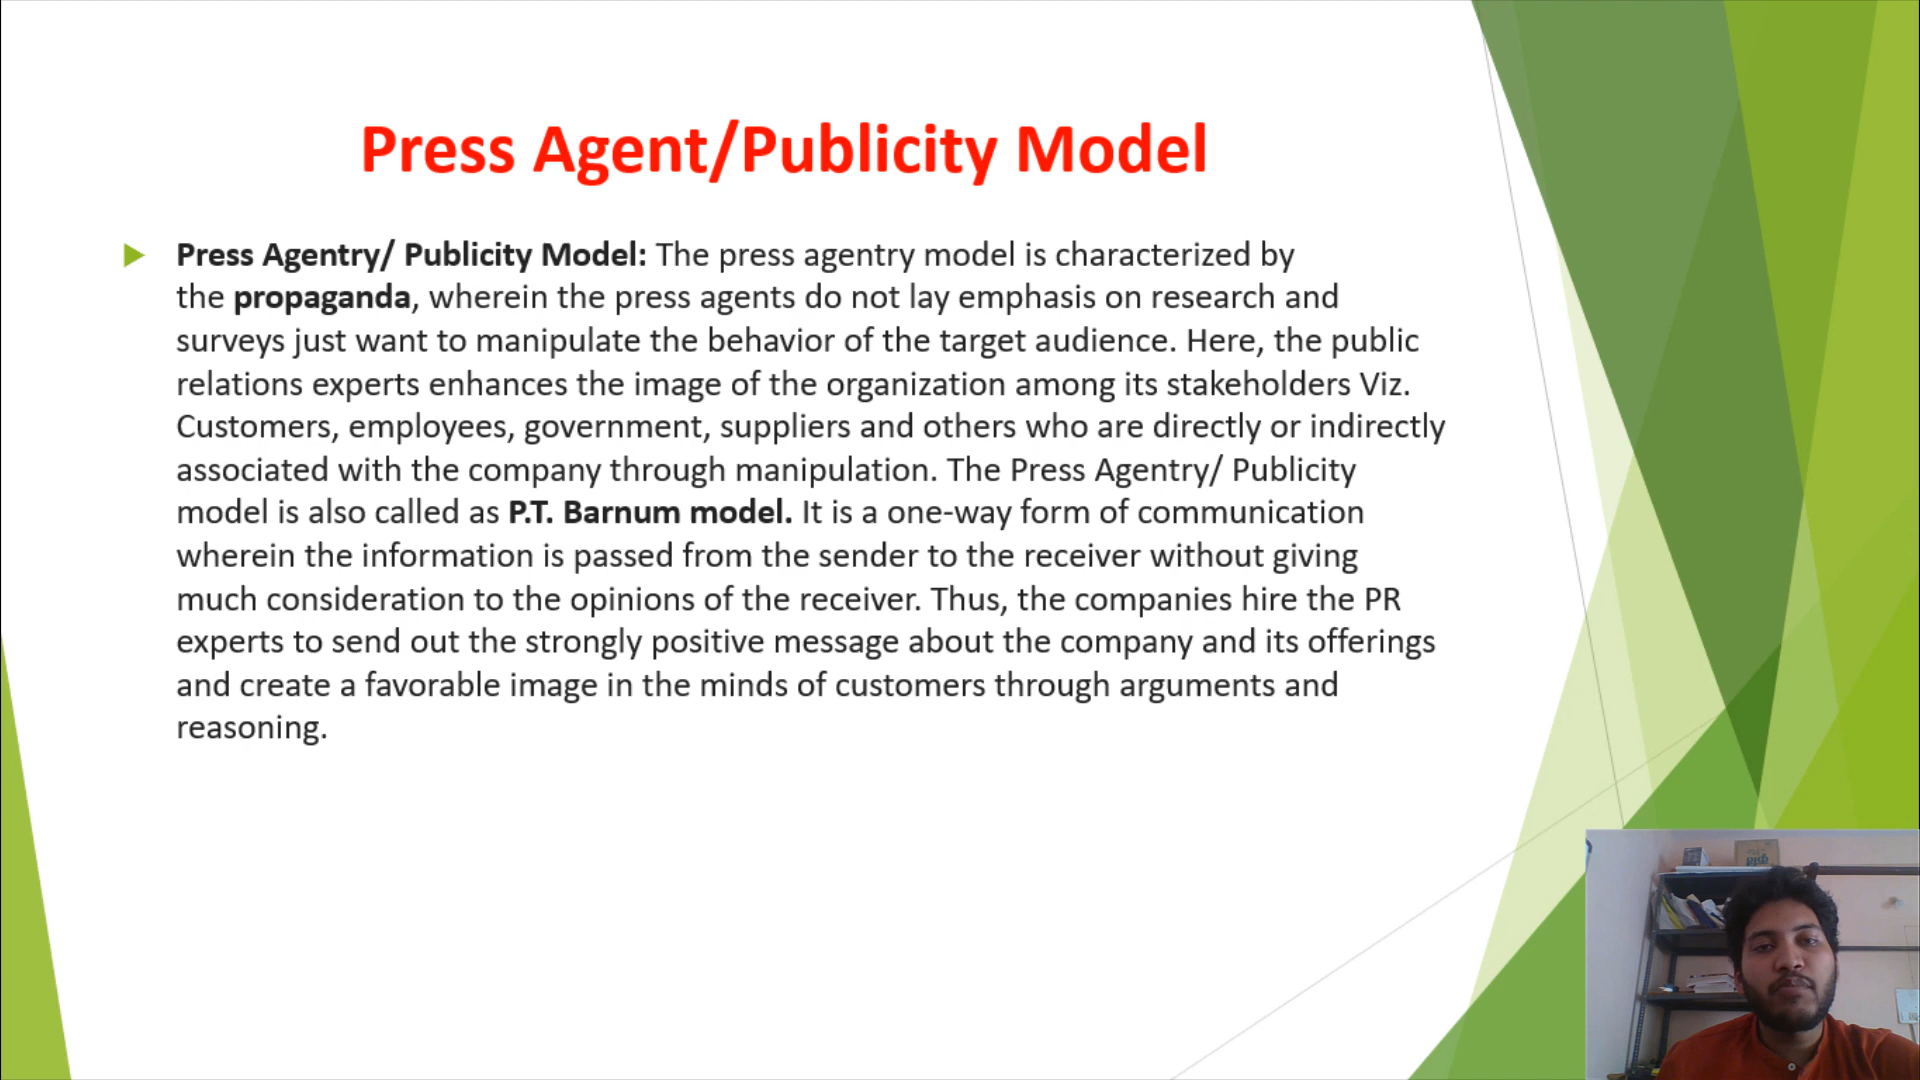 Press Agent/Publicity Model
Press Agentry/ Publicity Model: The press agentry model is characterized by
the propaganda, wherein the press agents do not lay emphasis on research and
surveys just want to manipulate the behavior of the target audience. Here, the public
relations experts enhances the image of the organization among its stakeholders Viz.
Customers, employees, government, suppliers and others who are directly or indirectly
associated with the company through manipulation. The Press Agentry/ Publicity
model is also called as P.T. Barnum model. It is a one-way form of communication
wherein the information is passed from the sender to the receiver without giving
much consideration to the opinions of the receiver. Thus, the companies hire the PR
experts to send out the strongly positive message about the company and its offerings
and create a favorable image in the minds of customers through arguments and
reasoning.